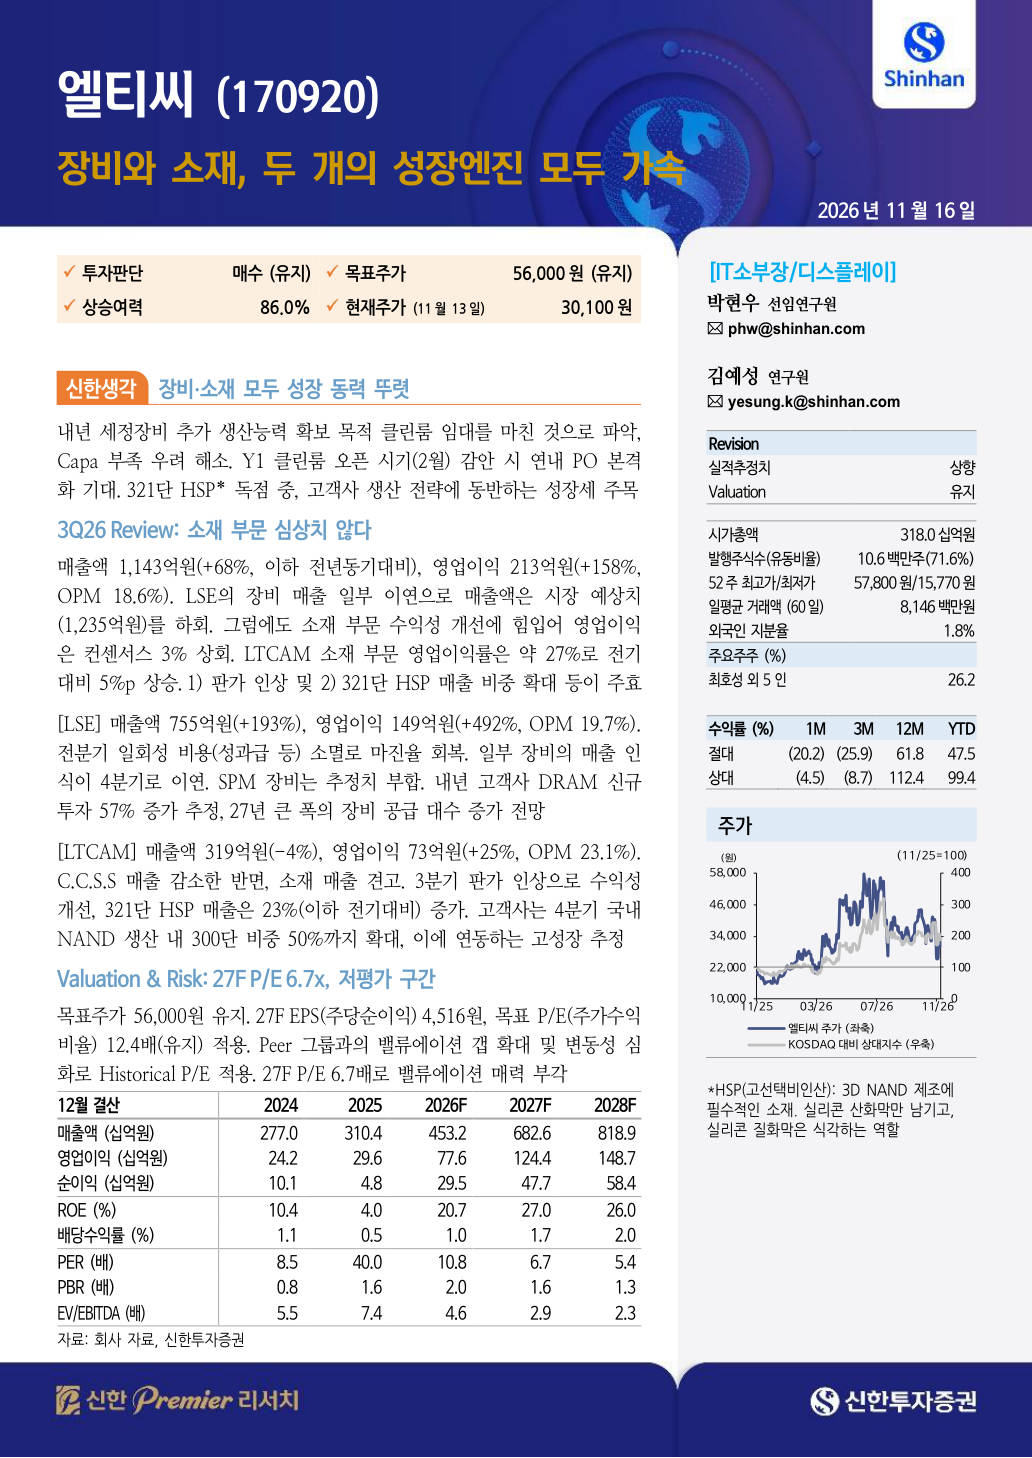 엘티씨 (170920)
장비와 소재, 두 개의 성장엔진 모두 가속
Shinhan
2026년 11월 16일
✓ 투자판단 매수 (유지) ✓ 목표주가 56,000원 (유지)
✓ 상승여력 86.0% ✓ 현재주가 (11월 13일) 30,100원
신한생각 장비·소재 모두 성장 동력 뚜렷
내년 세정장비 추가 생산능력 확보 목적 클린룸 임대를 마친 것으로 파악,
Capa 부족 우려 해소. Y1 클린룸 오픈 시기(2월) 감안 시 연내 PO 본격
화 기대. 321단 HSP* 독점 중, 고객사 생산 전략에 동반하는 성장세 주목
3Q26 Review: 소재 부문 심상치 않다
매출액 1,143억원(+68%, 이하 전년동기대비), 영업이익 213억원(+158%,
OPM 18.6%). LSE의 장비 매출 일부 이연으로 매출액은 시장 예상치
(1,235억원)를 하회. 그럼에도 소재 부문 수익성 개선에 힘입어 영업이익
은 컨센서스 3% 상회. LTCAM 소재 부문 영업이익률은 약 27%로 전기
대비 5%p 상승. 1) 판가 인상 및 2) 321단 HSP 매출 비중 확대 등이 주효
[LSE] 매출액 755억원(+193%), 영업이익 149억원(+492%, OPM 19.7%).
전분기 일회성 비용(성과급 등) 소멸로 마진율 회복. 일부 장비의 매출 인
식이 4분기로 이연. SPM 장비는 추정치 부합. 내년 고객사 DRAM 신규
투자 57% 증가 추정, 27년 큰 폭의 장비 공급 대수 증가 전망
[LTCAM] 매출액 319억원(-4%), 영업이익 73억원(+25%, OPM 23.1%).
C.C.S.S 매출 감소한 반면, 소재 매출 견고. 3분기 판가 인상으로 수익성
개선, 321단 HSP 매출은 23%(이하 전기대비) 증가. 고객사는 4분기 국내
NAND 생산 내 300단 비중 50%까지 확대, 이에 연동하는 고성장 추정
Valuation & Risk: 27F P/E 6.7x, 저평가 구간
목표주가 56,000원 유지. 27F EPS(주당순이익) 4,516원, 목표 P/E(주가수익
비율) 12.4배(유지) 적용. Peer 그룹과의 밸류에이션 갭 확대 및 변동성 심
화로 Historical P/E 적용. 27F P/E 6.7배로 밸류에이션 매력 부각
12월 결산 2024 2025 2026F 2027F 2028F
매출액 (십억원) 277.0 310.4 453.2 682.6 818.9
영업이익 (십억원) 24.2 29.6 77.6 124.4 148.7
순이익 (십억원) 10.1 4.8 29.5 47.7 58.4
ROE (%) 10.4 4.0 20.7 27.0 26.0
배당수익률 (%) 1.1 0.5 1.0 1.7 2.0
PER (배) 8.5 40.0 10.8 6.7 5.4
PBR (배) 0.8 1.6 2.0 1.6 1.3
EV/EBITDA (배) 5.5 7.4 4.6 2.9 2.3
자료: 회사 자료, 신한투자증권
[IT소부장/디스플레이]
박현우 선임연구원
✉ phw@shinhan.com
김예성 연구원
✉ yesung.k@shinhan.com
Revision
실적추정치 상향
Valuation 유지
시가총액 318.0 십억원
발행주식수(유동비율) 10.6 백만주(71.6%)
52주 최고가/최저가 57,800 원/15,770 원
일평균 거래액 (60일) 8,146 백만원
외국인 지분율 1.8%
주요주주 (%)
최호성 외 5 인 26.2
수익률 (%) 1M 3M 12M YTD
절대 (20.2) (25.9) 61.8 47.5
상대 (4.5) (8.7) 112.4 99.4
주가
(원) (11/25=100)
58,000 400
46,000 300
34,000 200
22,000 100
10,000 0
11/25 03/26 07/26 11/26
엘티씨 주가 (좌축)
KOSDAQ 대비 상대지수 (우축)
*HSP(고선택비인산): 3D NAND 제조에
필수적인 소재. 실리콘 산화막만 남기고,
실리콘 질화막은 식각하는 역할
신한 Premier 리서치
신한투자증권